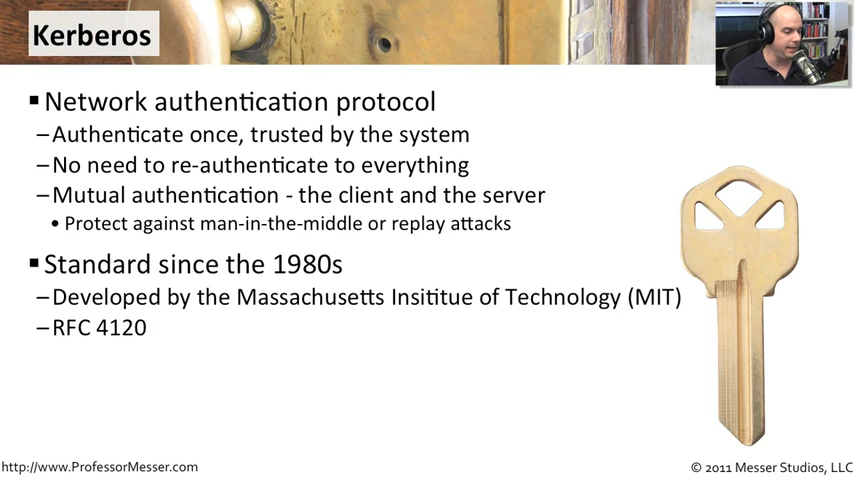 Kerberos
▪ Network authentication protocol
– Authenticate once, trusted by the system
– No need to re-authenticate to everything
– Mutual authentication - the client and the server
• Protect against man-in-the-middle or replay attacks
▪ Standard since the 1980s
– Developed by the Massachusetts Insititue of Technology (MIT)
– RFC 4120
http://www.ProfessorMesser.com
© 2011 Messer Studios, LLC